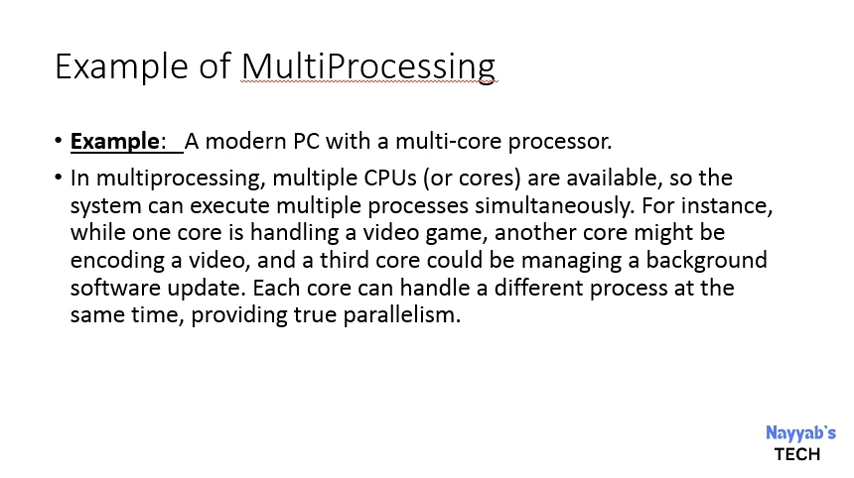 Example of MultiProcessing
• Example: A modern PC with a multi-core processor.
• In multiprocessing, multiple CPUs (or cores) are available, so the
system can execute multiple processes simultaneously. For instance,
while one core is handling a video game, another core might be
encoding a video, and a third core could be managing a background
software update. Each core can handle a different process at the
same time, providing true parallelism.
Nayyab's
TECH